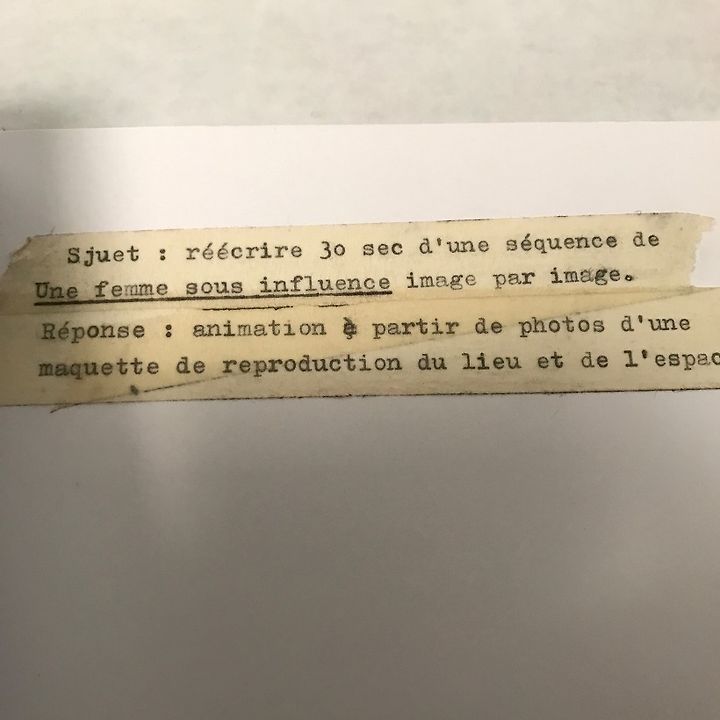 Sjuet : réécrire 3o sec d'une séquence de
Une femme sous influence image par image.
Réponse : animation à partir de photos d'une
maquette de reproduction du lieu et de l'espac